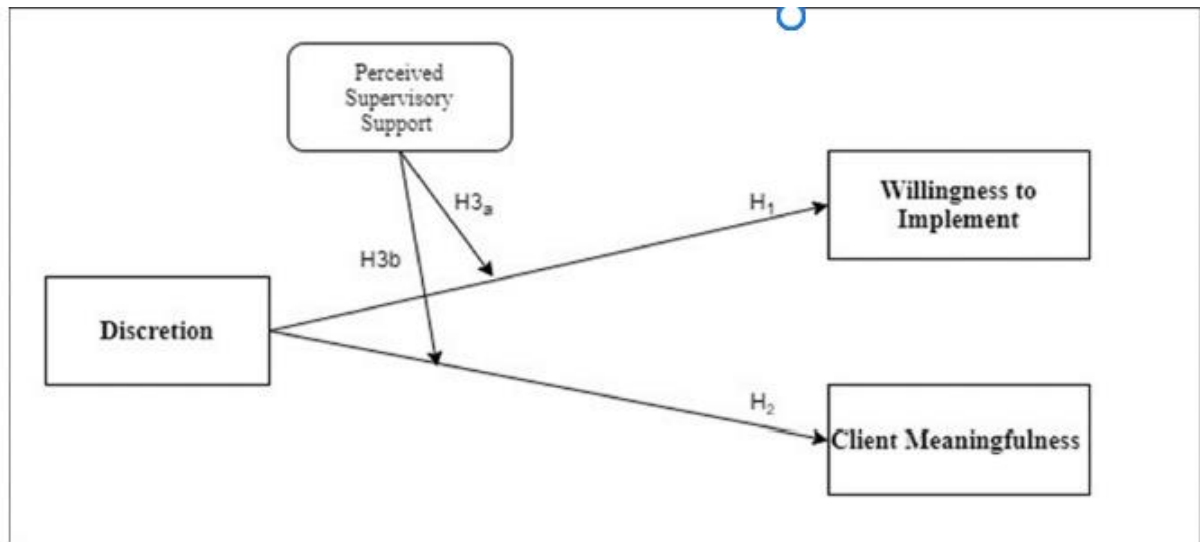 Perceived
Supervisory
Support
H3a
H1
Willingness to
Implement
H3b
Discretion
H2
Client Meaningfulness